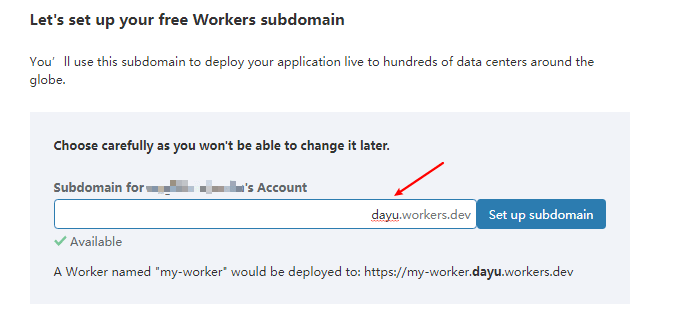 Let's set up your free Workers subdomain
You’ll use this subdomain to deploy your application live to hundreds of data centers around the
globe.
Choose carefully as you won't be able to change it later.
Subdomain for 's Account
dayu.workers.dev
Set up subdomain
Available
A Worker named "my-worker" would be deployed to: https://my-worker.dayu.workers.dev